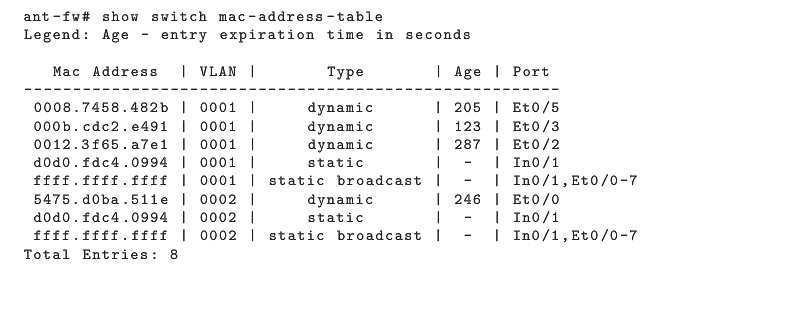 ant-fw# show switch mac-address-table
Legend: Age - entry expiration time in seconds
Mac Address | VLAN | Type | Age | Port
-------------------------------------------------------
0008.7458.482b | 0001 | dynamic | 205 | Et0/5
000b.cdc2.e491 | 0001 | dynamic | 123 | Et0/3
0012.3f65.a7e1 | 0001 | dynamic | 287 | Et0/2
d0d0.fdc4.0994 | 0001 | static | - | In0/1
ffff.ffff.ffff | 0001 | static broadcast | - | In0/1,Et0/0-7
5475.d0ba.511e | 0002 | dynamic | 246 | Et0/0
d0d0.fdc4.0994 | 0002 | static | - | In0/1
ffff.ffff.ffff | 0002 | static broadcast | - | In0/1,Et0/0-7
Total Entries: 8